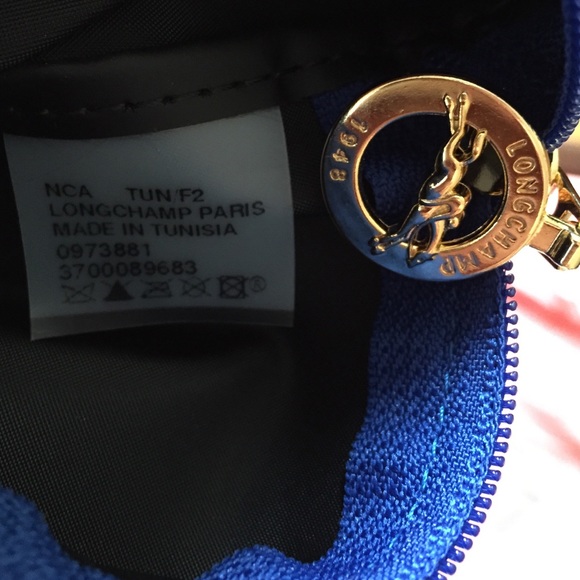 NCA TUN/F2
LONGCHAMP PARIS
MADE IN TUNISIA
0973881
3700089683
1948 LONGCHAMP